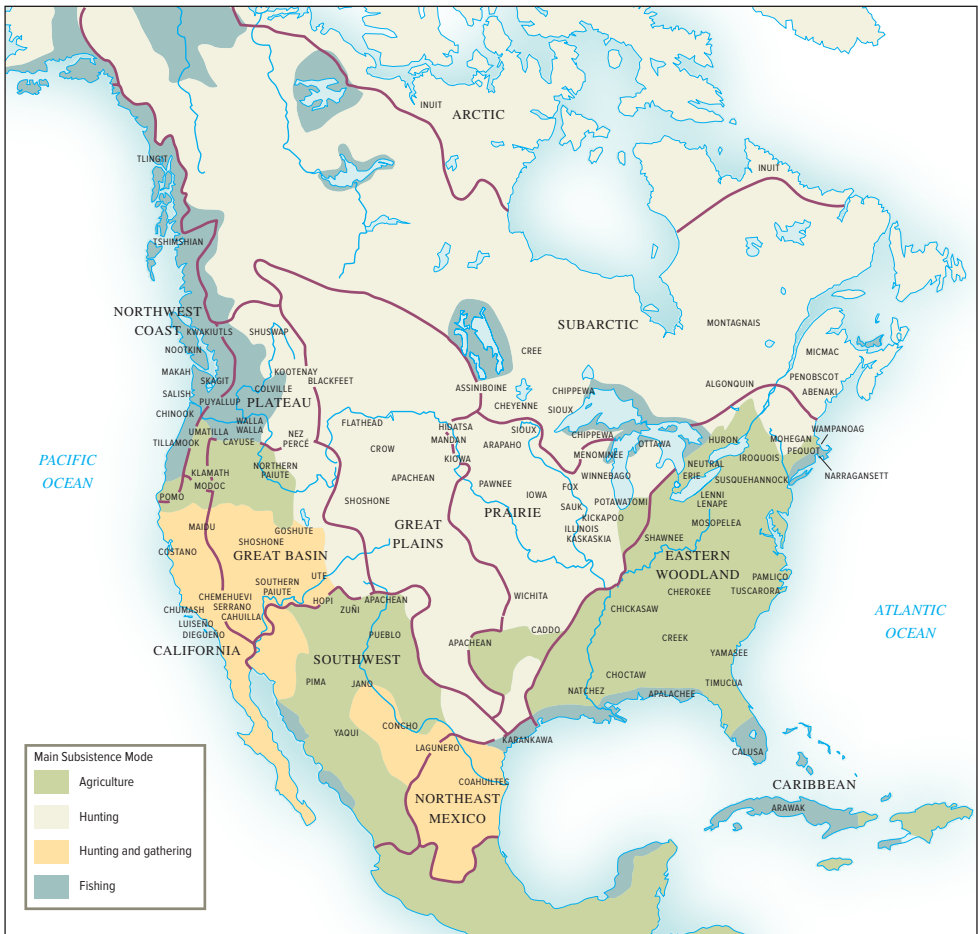 INUIT
ARCTIC
TLINGIT
INUIT
TSHIMSHIAN
NORTHWEST
COAST
KWAKIUTLS
SHUSWAP
SUBARCTIC
MONTAGNAIS
NOOTKIN
CREE
MICMAC
MAKAH
SKAGIT
KOOTENAY
BLACKFEET
COLVILLE
PLATEAU
ASSINIBOINE
CHIPPEWA
ALGONQUIN
PENOBSCOT
ABENAKI
SALISH
PUYALLUP
CHINOOK
CHEYENNE
SIOUX
WALLA
WALLA
UMATILLA
TILLAMOOK
CAYUSE
NEZ
PERCÉ
FLATHEAD
HIDATSA
MANDAN
SIOUX
CHIPPEWA
OTTAWA
HURON
MOHEGAN
WAMPANOAG
PEQUOT
NARRAGANSETT
CROW
ARAPAHO
MENOMINEE
IROQUOIS
PACIFIC
OCEAN
KLAMATH
MODOC
NORTHERN
PAIUTE
KIOWA
APACHEAN
PAWNEE
WINNEBAGO
NEUTRAL
ERIE
SUSQUEHANNOCK
POMO
SHOSHONE
IOWA
FOX
SAUK
POTAWATOMI
LENNI
LENAPE
PRAIRIE
KICKAPOO
ILLINOIS
KASKASKIA
MOSOPELEA
MAIDU
GOSHUTE
SHOSHONE
GREAT
PLAINS
SHAWNEE
COSTANO
GREAT BASIN
EASTERN
WOODLAND
UTE
SOUTHERN
PAIUTE
PAMLICO
CHEROKEE
TUSCARORA
CHEMEHUEVI
SERRANO
CAHUILLA
HOPI
ZUÑI
APACHEAN
WICHITA
CHICKASAW
ATLANTIC
OCEAN
CHUMASH
LUISEÑO
DIEGUEÑO
CALIFORNIA
PUEBLO
APACHEAN
CADDO
CREEK
YAMASEE
SOUTHWEST
PIMA
JANO
CHOCTAW
TIMUCUA
NATCHEZ
APALACHEE
YAQUI
CONCHO
KARANKAWA
LAGUNERO
CALUSA
COAHUILTEC
CARIBBEAN
NORTHEAST
MEXICO
ARAWAK
Main Subsistence Mode
Agriculture
Hunting
Hunting and gathering
Fishing